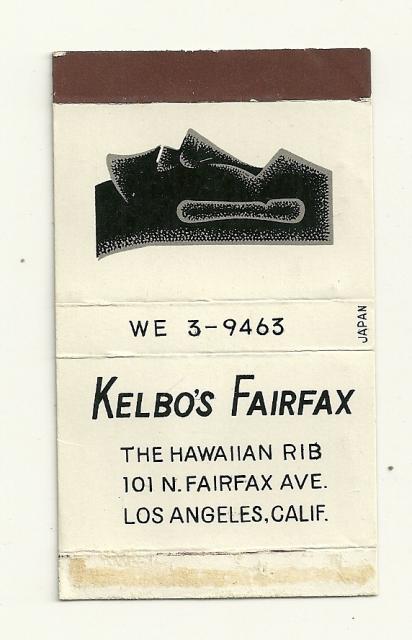 WE 3-9463
JAPAN
KELBO'S FAIRFAX
THE HAWAIIAN RIB
101 N. FAIRFAX AVE.
LOS ANGELES, CALIF.